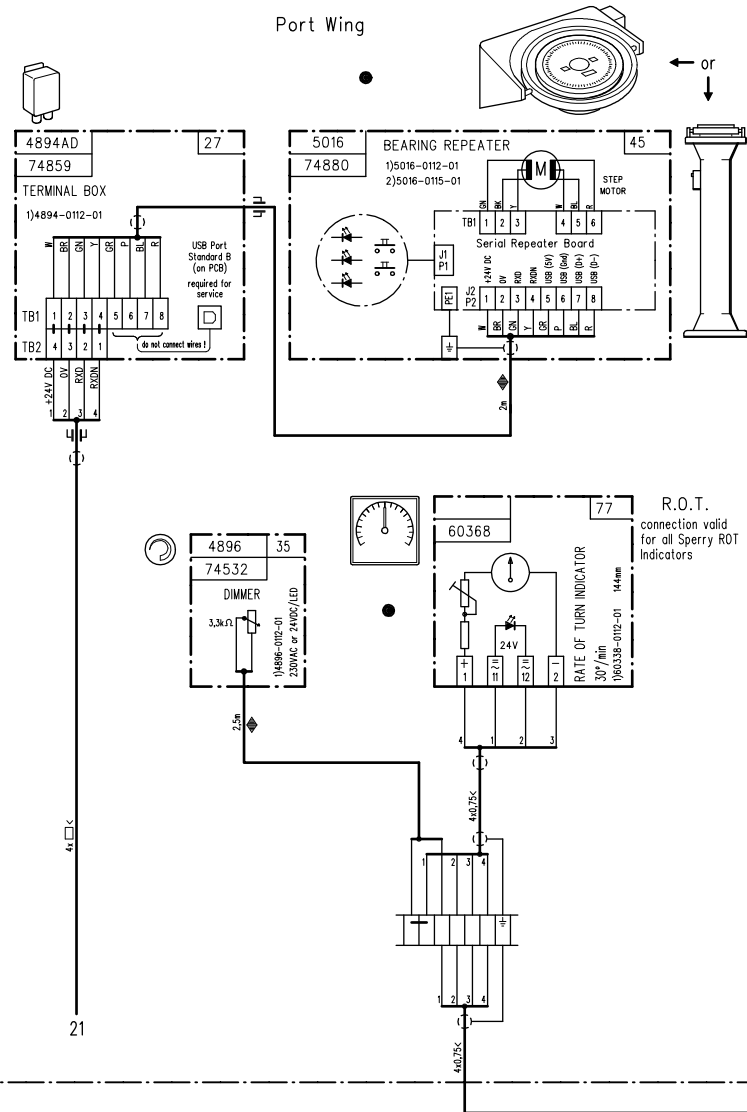 Port Wing
or
4894AD
27
74859
TERMINAL BOX
1)4894-0112-01
W BR GN Y GR P BL R
USB Port
Standard B
(on PCB)
required for
service
D
TB1 1 2 3 4 5 6 7 8
TB2 4 3 2 1
do not connect wires !
+24V DC
0V
RXD
RXDN
1 2 3 4
4x <
21
5016
45
74880
BEARING REPEATER
1)5016-0112-01
2)5016-0115-01
M
STEP
MOTOR
GN BK Y W BL R
TB1 1 2 3 4 5 6
Serial Repeater Board
J1
P1
+24V DC
0V
RXD
RXDN
USB (5V)
USB (Gnd)
USB (D+)
USB (D-)
PE1
J2
P2
1 2 3 4 5 6 7 8
W BR GN Y GR P BL R
2m
4896
35
74532
DIMMER
3,3kΩ
1)4896-0112-01
230VAC or 24VDC/LED
2,5m
77
60368
R.O.T.
connection valid
for all Sperry ROT
Indicators
RATE OF TURN INDICATOR
30°/min
144mm
1)60338-0112-01
24V
+ ≃ ≃ −
1 11 12 2
4 1 2 3
4x0,75<
1 2 3 4
1 2 3 4
4x0,75<